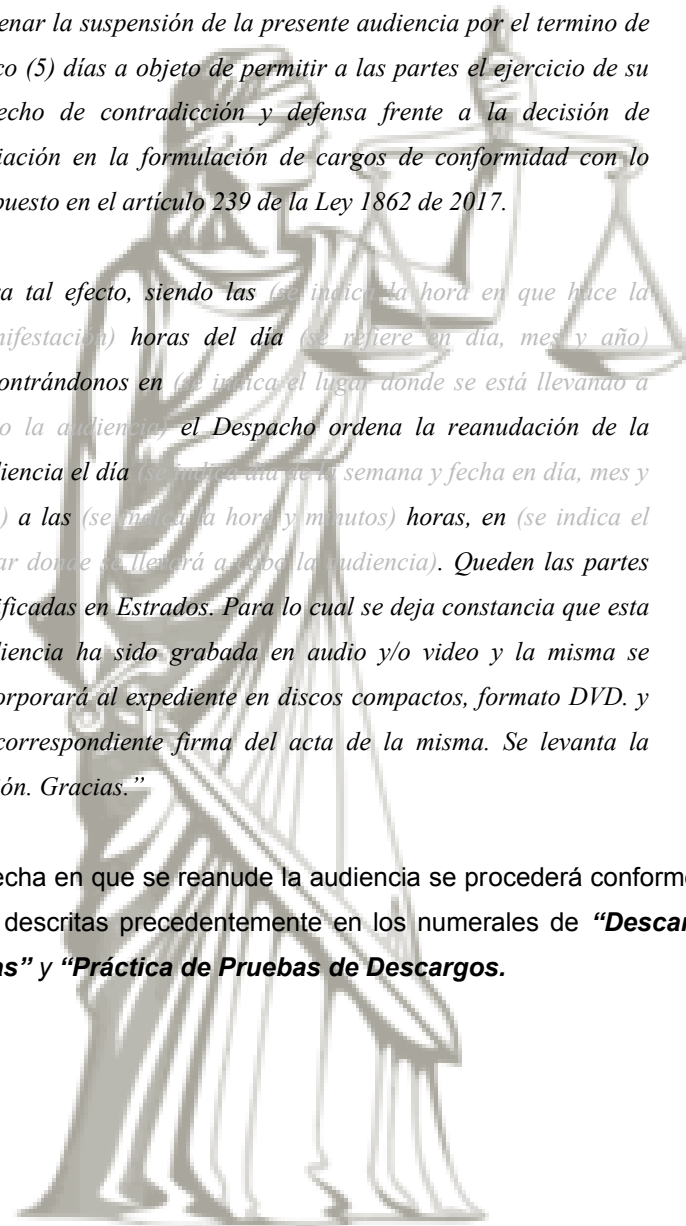 enar la suspensión de la presente audiencia por el termino de
co (5) días a objeto de permitir a las partes el ejercicio de su
echo de contradicción y defensa frente a la decisión de
iación en la formulación de cargos de conformidad con lo
puesto en el artículo 239 de la Ley 1862 de 2017.
a tal efecto, siendo las (se indica la hora en que hace la
nifestación) horas del día (se refiere en día, mes y año)
ontrándonos en (se indica el lugar donde se está llevando a
o la audiencia) el Despacho ordena la reanudación de la
diencia el día (se indica día de la semana y fecha en día, mes y
) a las (se indica la hora y minutos) horas, en (se indica el
ar donde se llevará a cabo la audiencia). Queden las partes
ificadas en Estrados. Para lo cual se deja constancia que esta
diencia ha sido grabada en audio y/o video y la misma se
orporará al expediente en discos compactos, formato DVD. y
correspondiente firma del acta de la misma. Se levanta la
ión. Gracias.”
echa en que se reanude la audiencia se procederá conforme
descritas precedentemente en los numerales de “Descar
as” y “Práctica de Pruebas de Descargos.